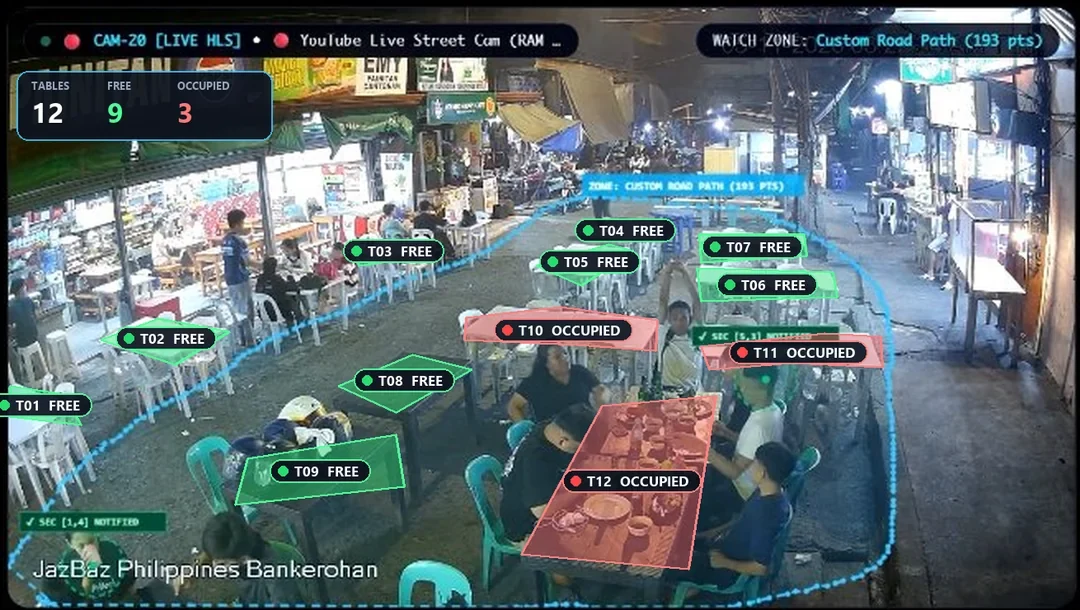 CAM-20 [LIVE HLS] • YouTube Live Street Cam (RAM …
WATCH ZONE: Custom Road Path (193 pts)
TABLES FREE OCCUPIED
12 9 3
EMY
PAINITAN
CANTUNAN
ZONE: CUSTOM ROAD PATH (193 PTS)
T04 FREE
T03 FREE
T07 FREE
T05 FREE
T06 FREE
T10 OCCUPIED
✓ SEC [5,3] NOTIFIED
T02 FREE
T11 OCCUPIED
T08 FREE
T01 FREE
T09 FREE
T12 OCCUPIED
✓ SEC [1,4] NOTIFIED
JazBaz Philippines Bankerohan